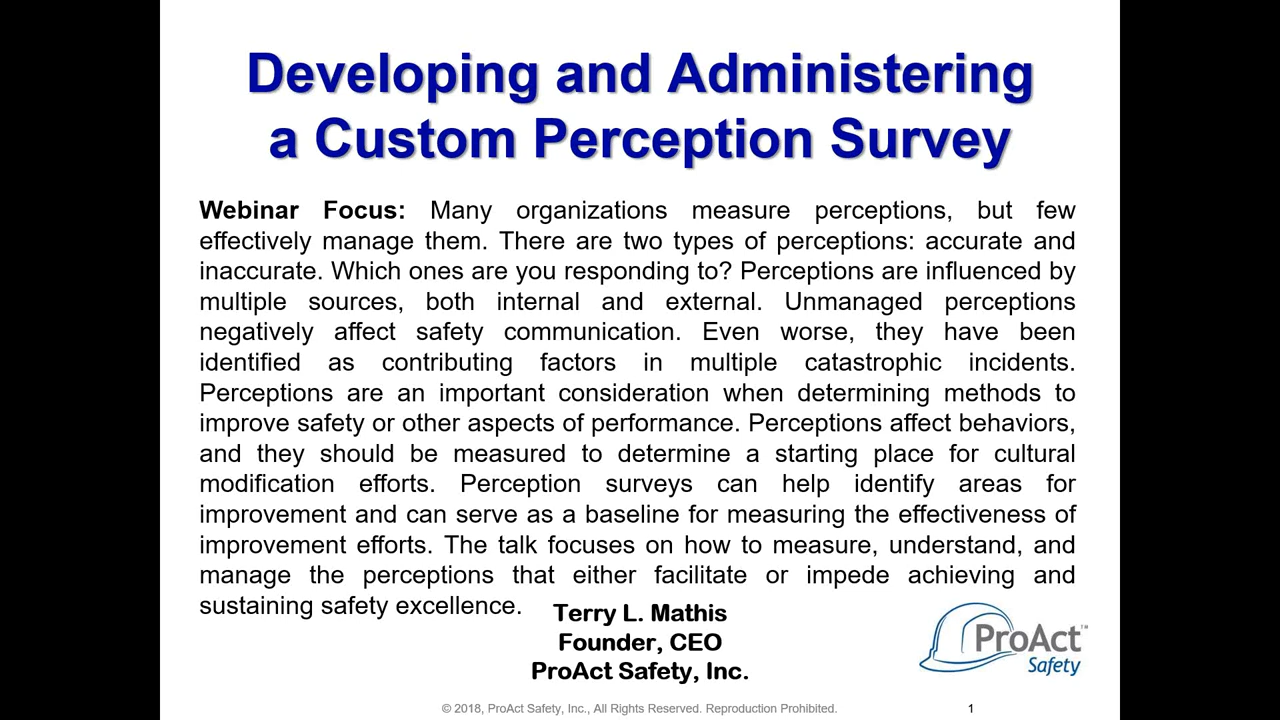 Developing and Administering
a Custom Perception Survey
Webinar Focus: Many organizations measure perceptions, but few
effectively manage them. There are two types of perceptions: accurate and
inaccurate. Which ones are you responding to? Perceptions are influenced by
multiple sources, both internal and external. Unmanaged perceptions
negatively affect safety communication. Even worse, they have been
identified as contributing factors in multiple catastrophic incidents.
Perceptions are an important consideration when determining methods to
improve safety or other aspects of performance. Perceptions affect behaviors,
and they should be measured to determine a starting place for cultural
modification efforts. Perception surveys can help identify areas for
improvement and can serve as a baseline for measuring the effectiveness of
improvement efforts. The talk focuses on how to measure, understand, and
manage the perceptions that either facilitate or impede achieving and
sustaining safety excellence.
Terry L. Mathis
Founder, CEO
ProAct Safety, Inc.
ProAct™
Safety
© 2018, ProAct Safety, Inc., All Rights Reserved. Reproduction Prohibited.
1